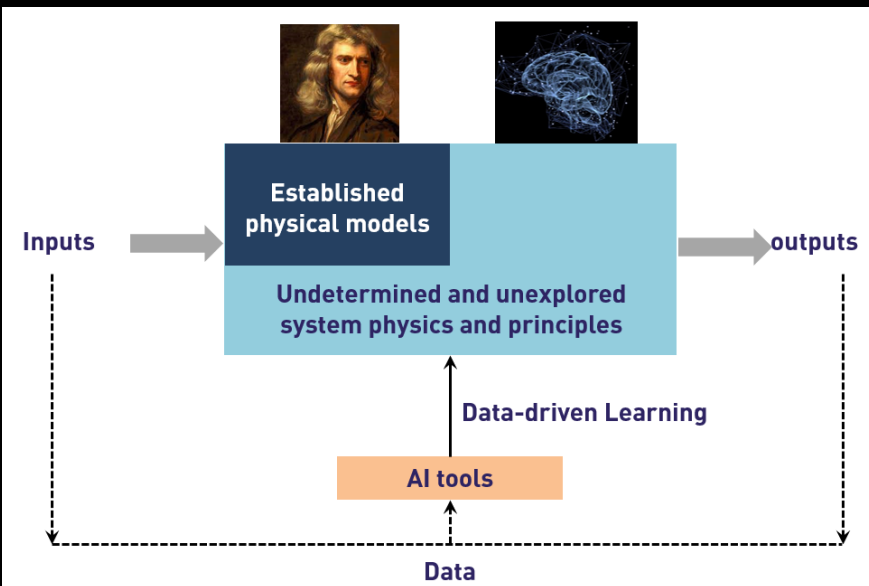 Established
physical models
Inputs
outputs
Undetermined and unexplored
system physics and principles
Data-driven Learning
AI tools
Data